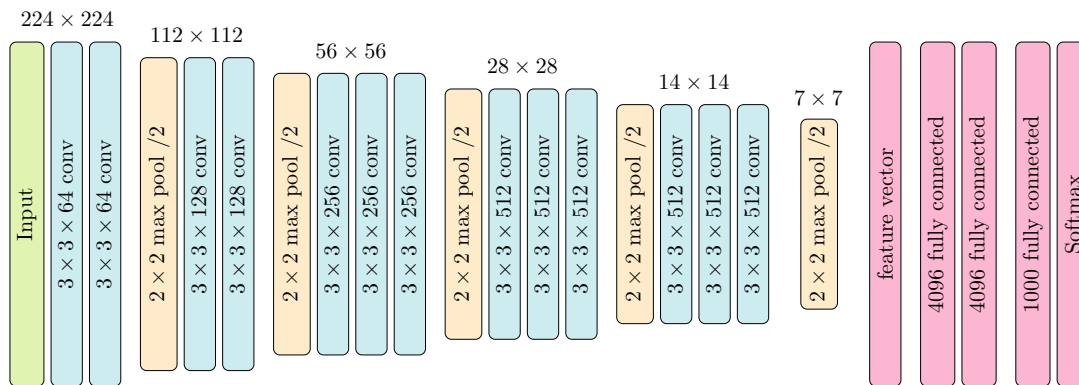 224 × 224
Input
3 × 3 × 64 conv
3 × 3 × 64 conv
112 × 112
2 × 2 max pool /2
3 × 3 × 128 conv
3 × 3 × 128 conv
56 × 56
2 × 2 max pool /2
3 × 3 × 256 conv
3 × 3 × 256 conv
3 × 3 × 256 conv
28 × 28
2 × 2 max pool /2
3 × 3 × 512 conv
3 × 3 × 512 conv
3 × 3 × 512 conv
14 × 14
2 × 2 max pool /2
3 × 3 × 512 conv
3 × 3 × 512 conv
3 × 3 × 512 conv
7 × 7
2 × 2 max pool /2
feature vector
4096 fully connected
4096 fully connected
1000 fully connected
Softmax